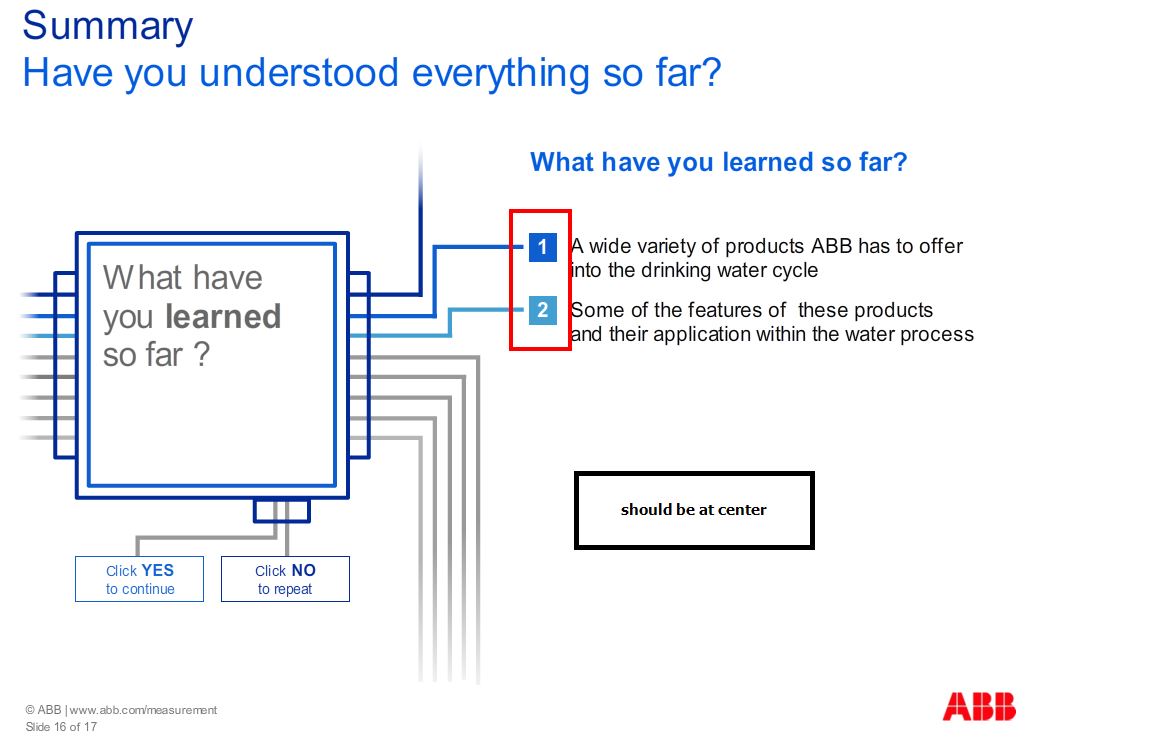 Summary
Have you understood everything so far?
What have you learned so far?
What have
you learned
so far ?
1 A wide variety of products ABB has to offer
into the drinking water cycle
2 Some of the features of  these products
and their application within the water process
should be at center
Click YES
to continue
Click NO
to repeat
© ABB | www.abb.com/measurement
Slide 16 of 17
ABB